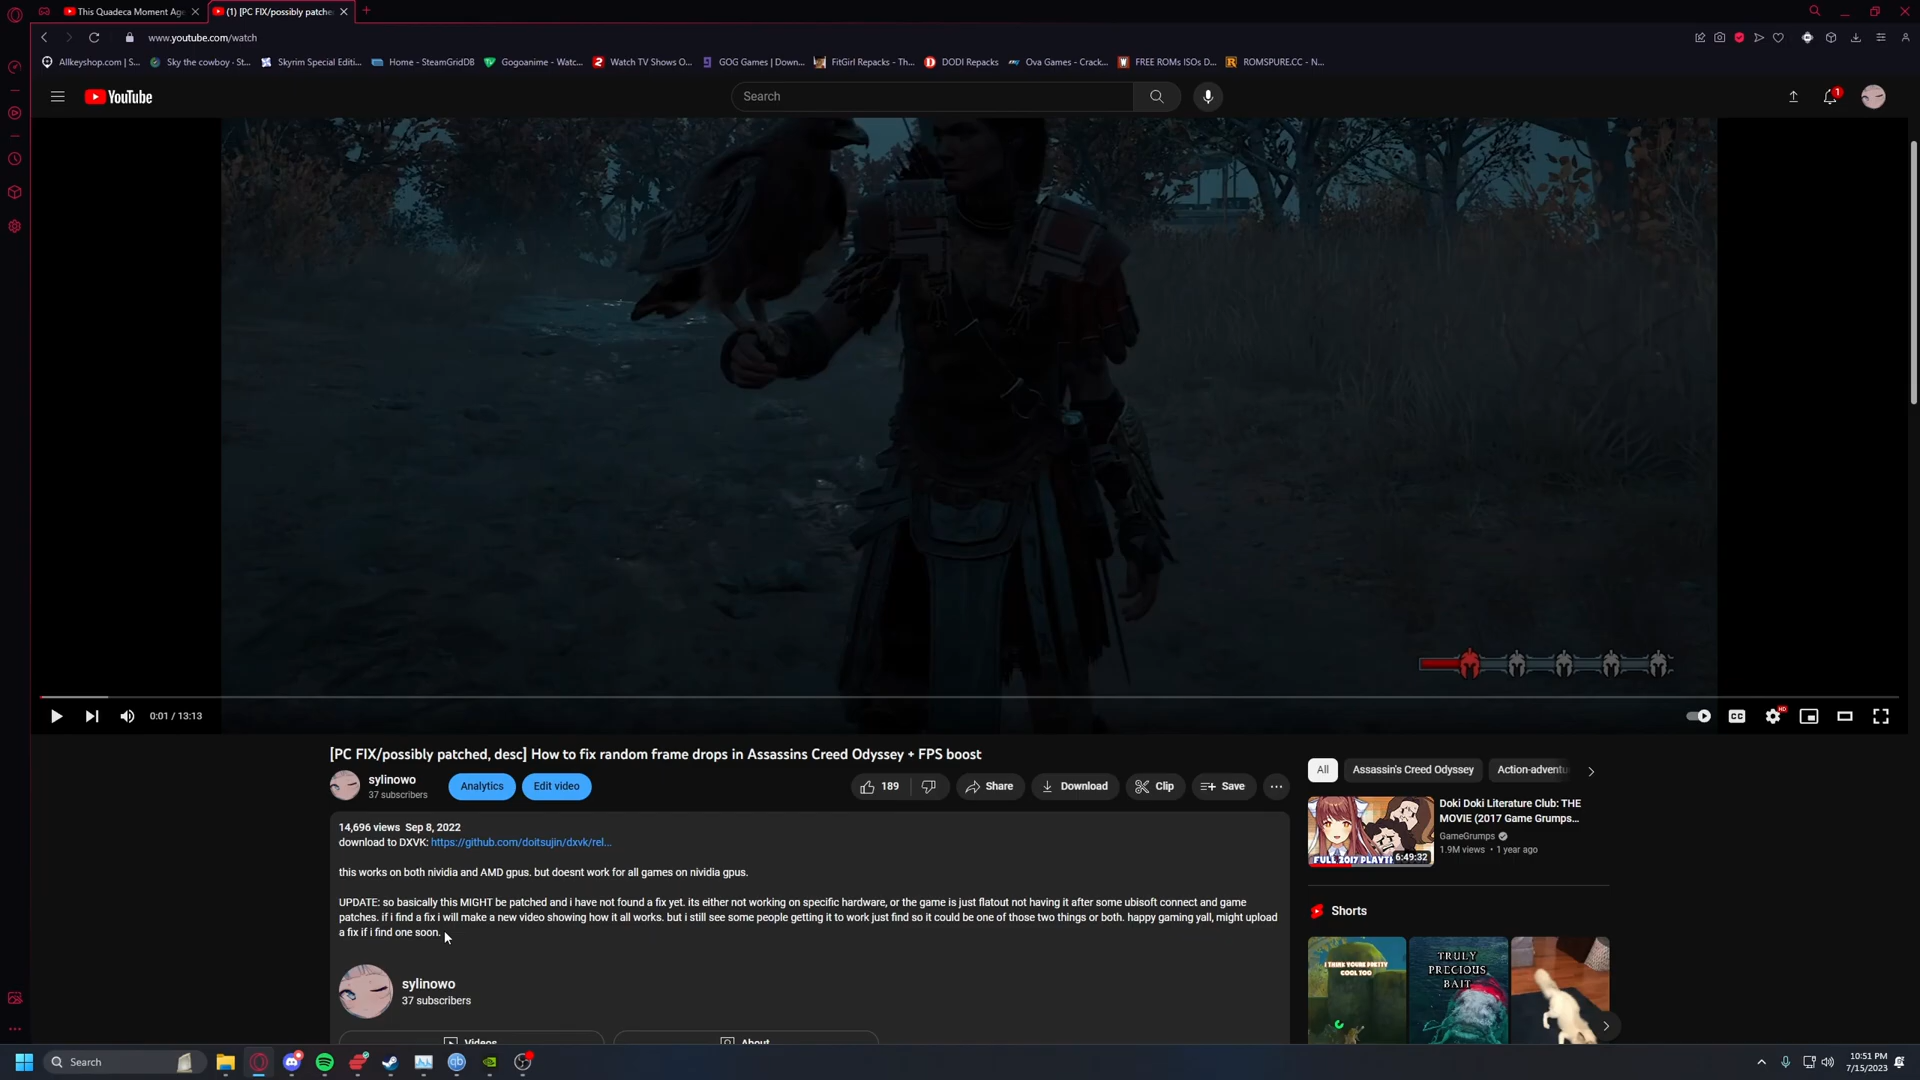 This Quadeca Moment Ag
(1) [PC FIX/possibly patche
www.youtube.com/watch
Allkeyshop.com | S...
Sky the cowboy · St...
Skyrim Special Editi...
Home - SteamGridDB
Gogoanime - Watc...
Watch TV Shows O...
GOG Games | Down...
FitGirl Repacks - Th...
DODI Repacks
Ova Games - Crack...
FREE ROMs ISOs D...
ROMSPURE.CC - N...
YouTube
Search
1
0:01 / 13:13
CC
HD
[PC FIX/possibly patched, desc] How to fix random frame drops in Assassins Creed Odyssey + FPS boost
sylinowo
37 subscribers
Analytics
Edit video
189
Share
Download
Clip
Save
14,696 views Sep 8, 2022
download to DXVK: https://github.com/doitsujin/dxvk/rel...
this works on both nividia and AMD gpus. but doesnt work for all games on nividia gpus.
UPDATE: so basically this MIGHT be patched and i have not found a fix yet. its either not working on specific hardware, or the game is just flatout not having it after some ubisoft connect and game
patches. if i find a fix i will make a new video showing how it all works. but i still see some people getting it to work just find so it could be one of those two things or both. happy gaming yall, might upload
a fix if i find one soon.
sylinowo
37 subscribers
Videos
About
All
Assassin's Creed Odyssey
Action-adventu
Doki Doki Literature Club: THE
MOVIE (2017 Game Grumps...
GameGrumps
1.9M views • 1 year ago
FULL 2017 PLAYTH
6:49:32
Shorts
I THINK YOURE PRETTY
COOL TOO
TRULY
PRECIOUS
BAIT
Search
10:51 PM
7/15/2023